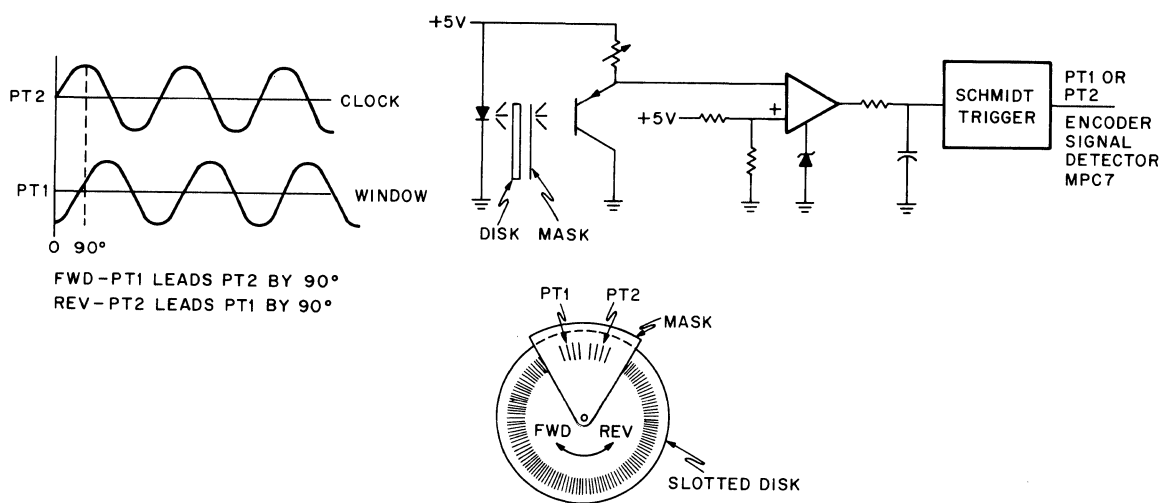 PT2
CLOCK
PT1
WINDOW
0 90°
FWD-PT1 LEADS PT2 BY 90°
REV-PT2 LEADS PT1 BY 90°
+5V
+5V
+
DISK MASK
SCHMIDT
TRIGGER
PT1 OR
PT2
ENCODER
SIGNAL
DETECTOR
MPC7
PT1 PT2
MASK
FWD REV
SLOTTED DISK